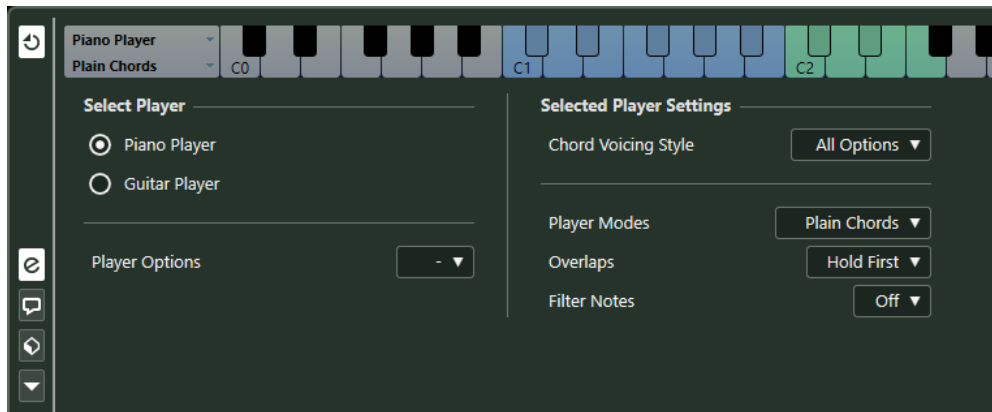 Piano Player
Plain Chords
C0
C1
C2
Select Player
Piano Player
Guitar Player
Player Options
-
Selected Player Settings
Chord Voicing Style
All Options
Player Modes
Plain Chords
Overlaps
Hold First
Filter Notes
Off